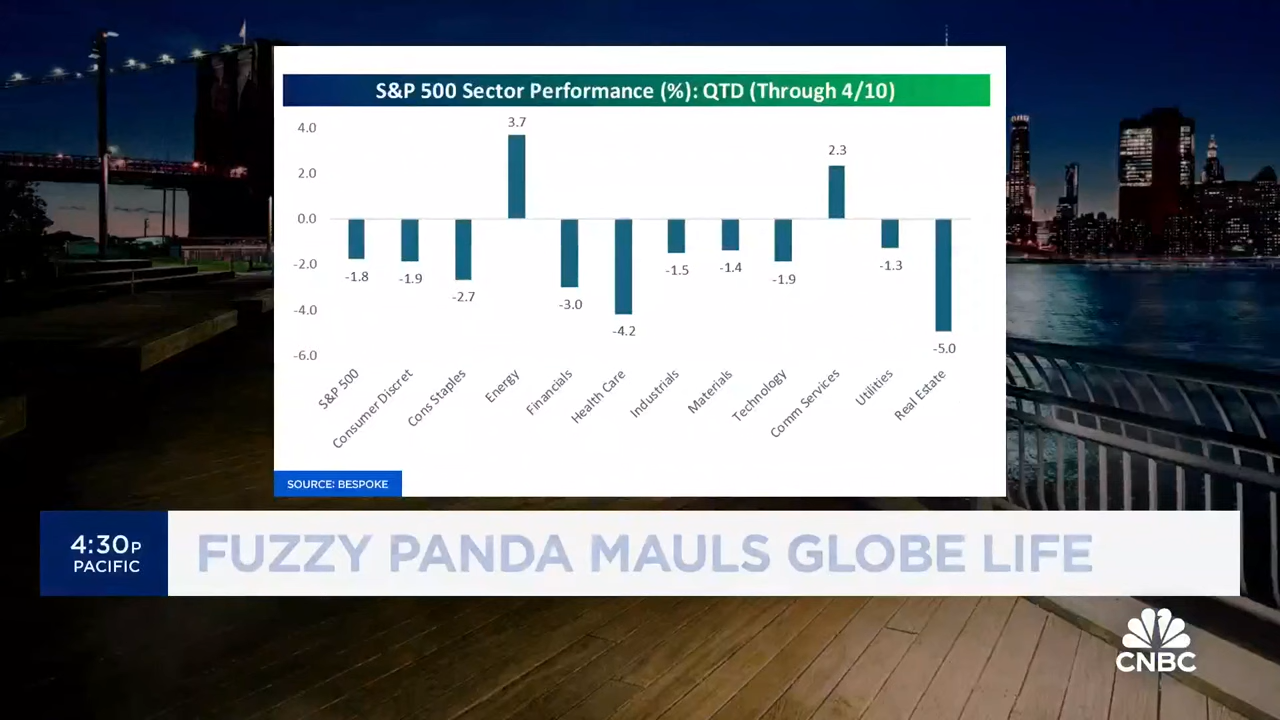 S&P 500 Sector Performance (%): QTD (Through 4/10)
4.0
2.0
0.0
-2.0
-4.0
-6.0
-1.8
-1.9
-2.7
3.7
-3.0
-4.2
-1.5
-1.4
-1.9
2.3
-1.3
-5.0
S&P 500
Consumer Discret
Cons Staples
Energy
Financials
Health Care
Industrials
Materials
Technology
Comm Services
Utilities
Real Estate
SOURCE: BESPOKE
4:30P
PACIFIC
FUZZY PANDA MAULS GLOBE LIFE
CNBC